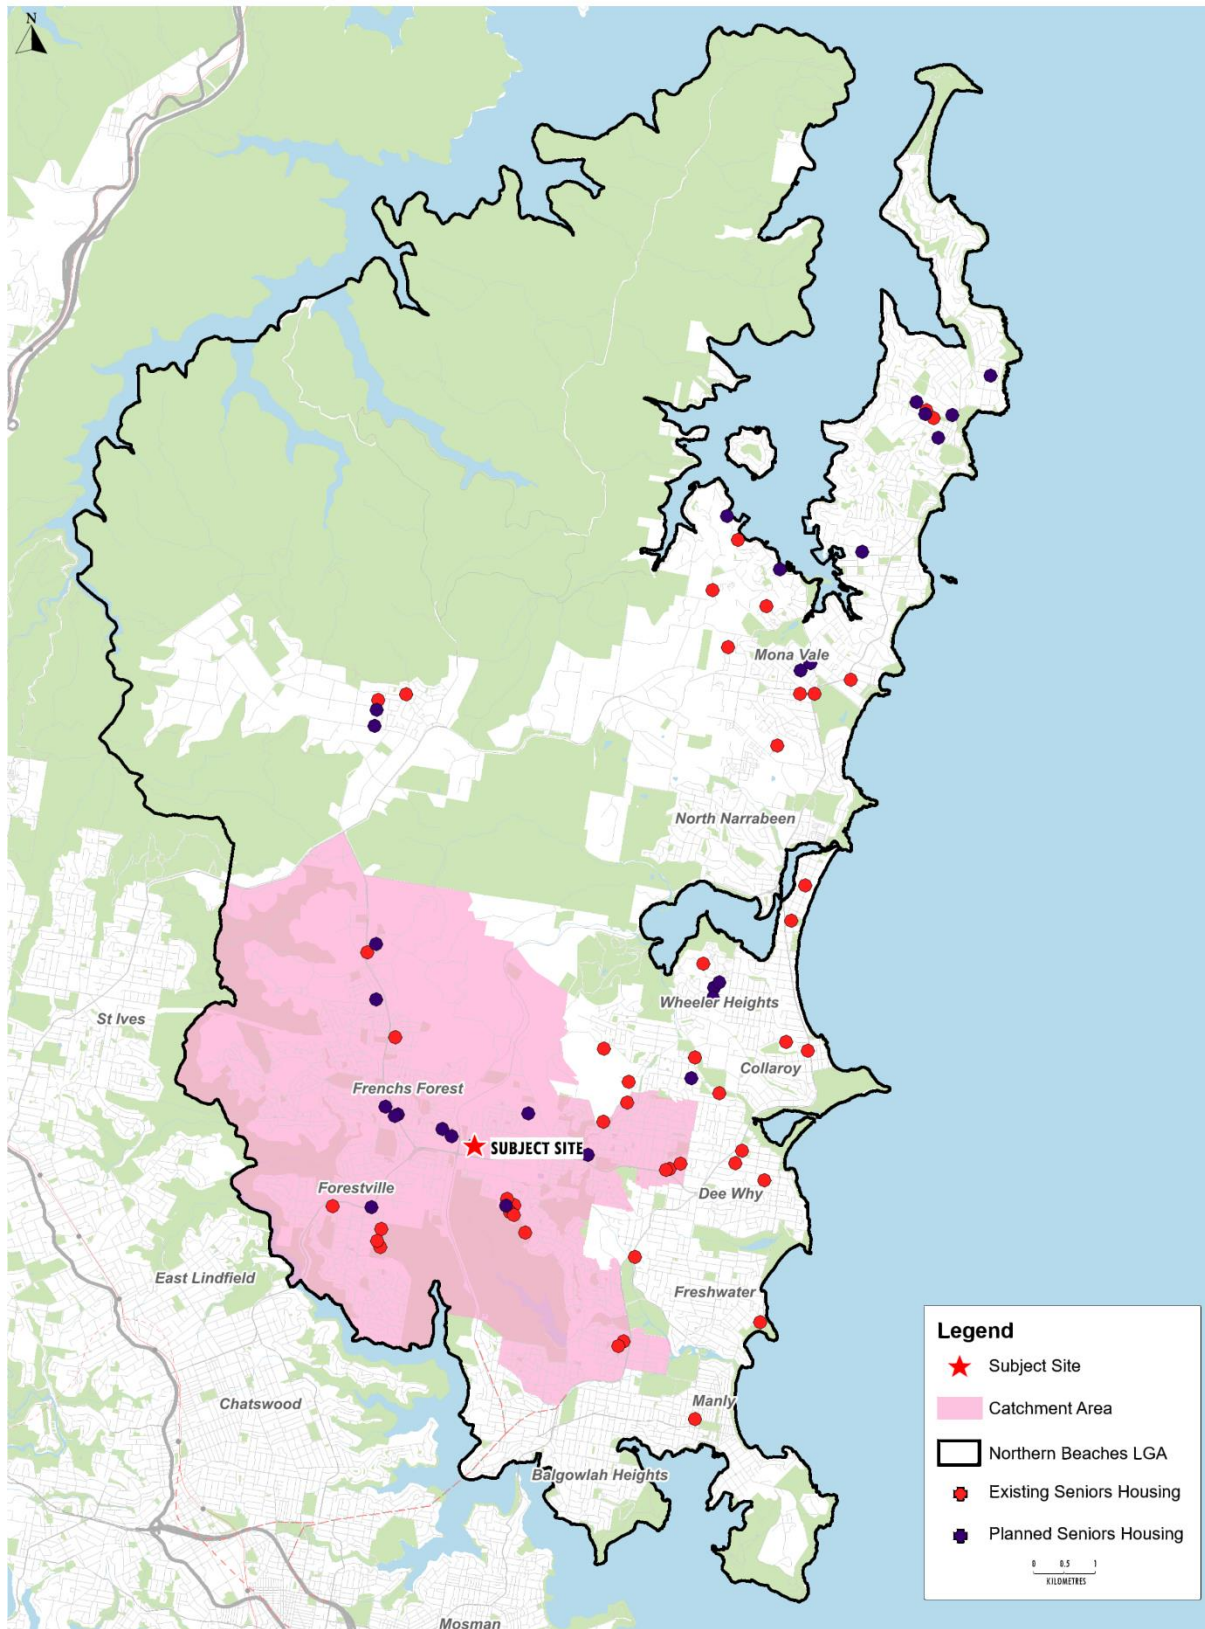 N
Mona Vale
North Narrabeen
Wheeler Heights
St Ives
Collaroy
Frenchs Forest
SUBJECT SITE
Forestville
Dee Why
East Lindfield
Freshwater
Chatswood
Manly
Balgowlah Heights
Mosman
Legend
Subject Site
Catchment Area
Northern Beaches LGA
Existing Seniors Housing
Planned Seniors Housing
0 0.5 1
KILOMETRES